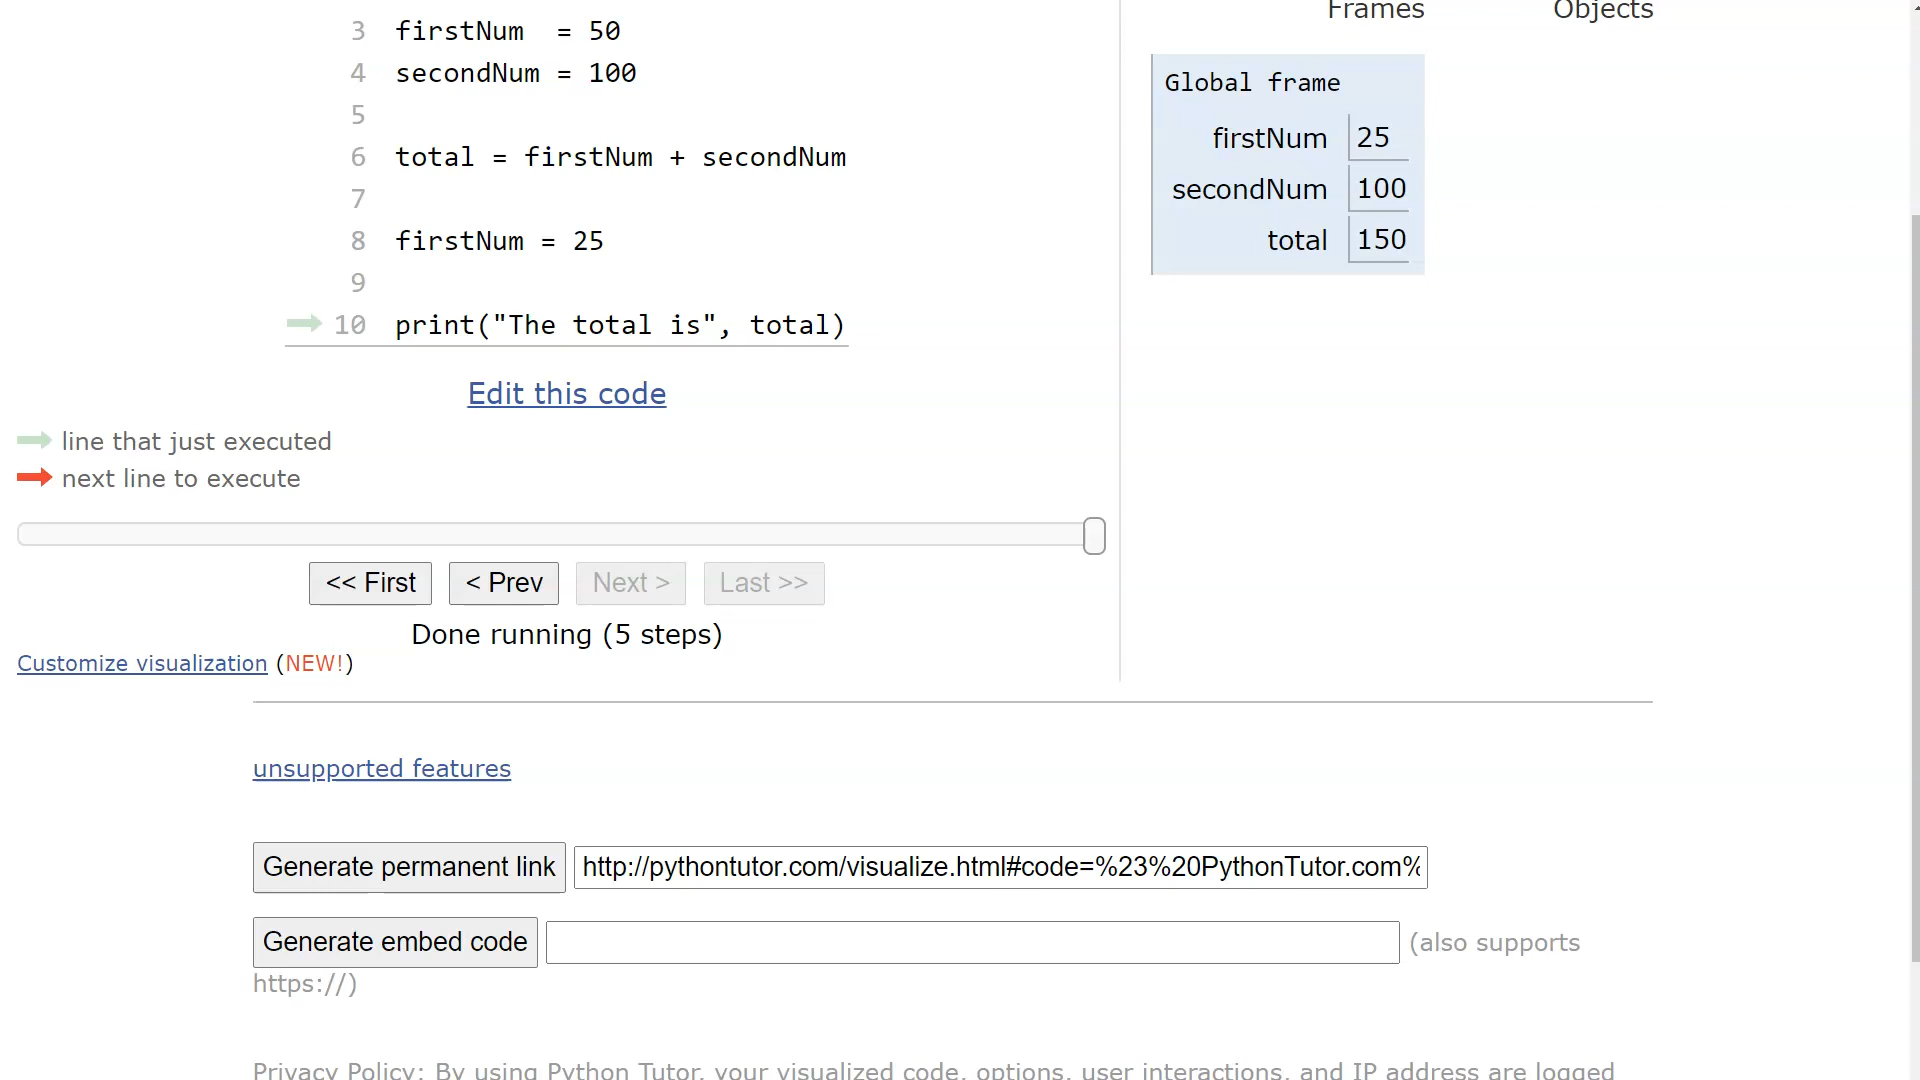 3 firstNum  = 50
4 secondNum = 100
5
6 total = firstNum + secondNum
7
8 firstNum = 25
9
10 print("The total is", total)
Edit this code
line that just executed
next line to execute
<< First < Prev Next > Last >>
Done running (5 steps)
Customize visualization (NEW!)
Frames Objects
Global frame
firstNum 25
secondNum 100
total 150
unsupported features
Generate permanent link http://pythontutor.com/visualize.html#code=%23%20PythonTutor.com%
Generate embed code (also supports
https://)
Privacy Policy: By using Python Tutor, your visualized code, options, user interactions, and IP address are logged